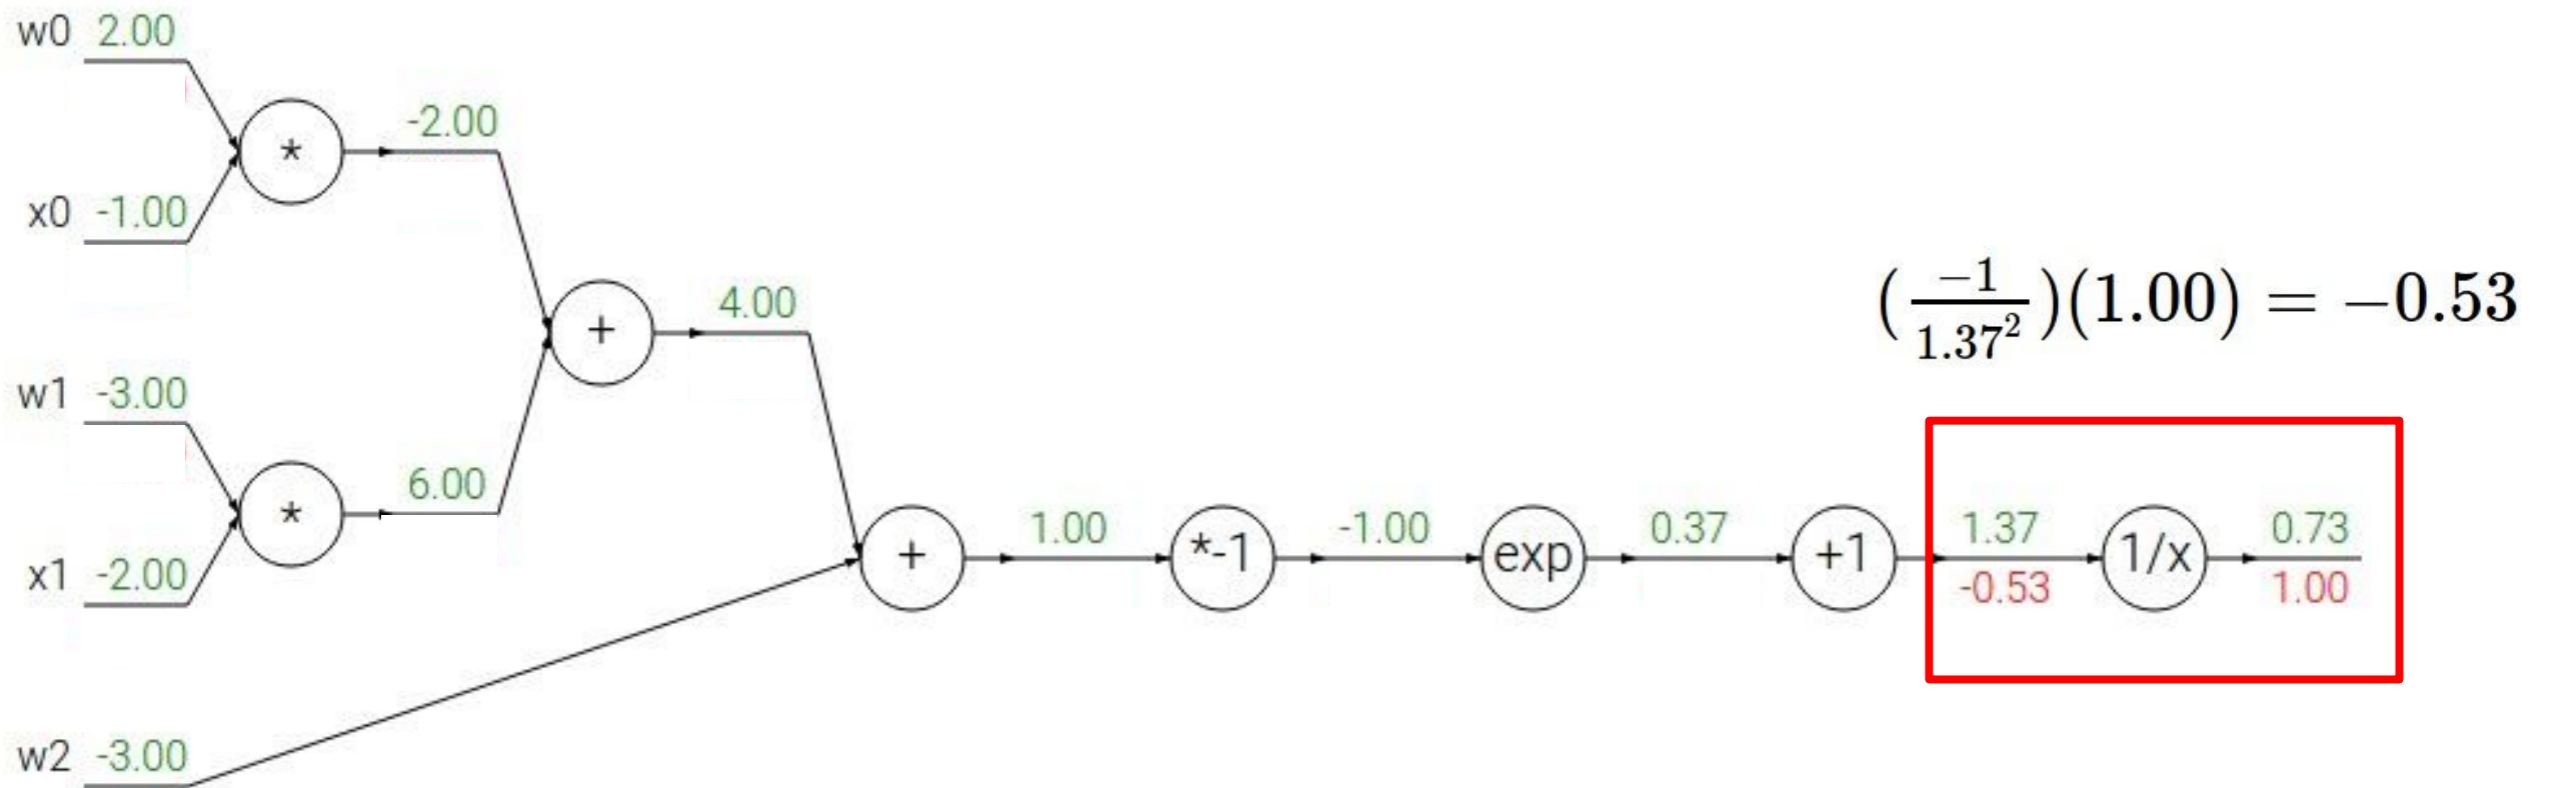 w0 2.00
*
-2.00
x0 -1.00
+
4.00
(-1/1.37²)(1.00) = -0.53
w1 -3.00
*
6.00
x1 -2.00
+
1.00
*-1
-1.00
exp
0.37
+1
1.37
-0.53
1/x
0.73
1.00
w2 -3.00